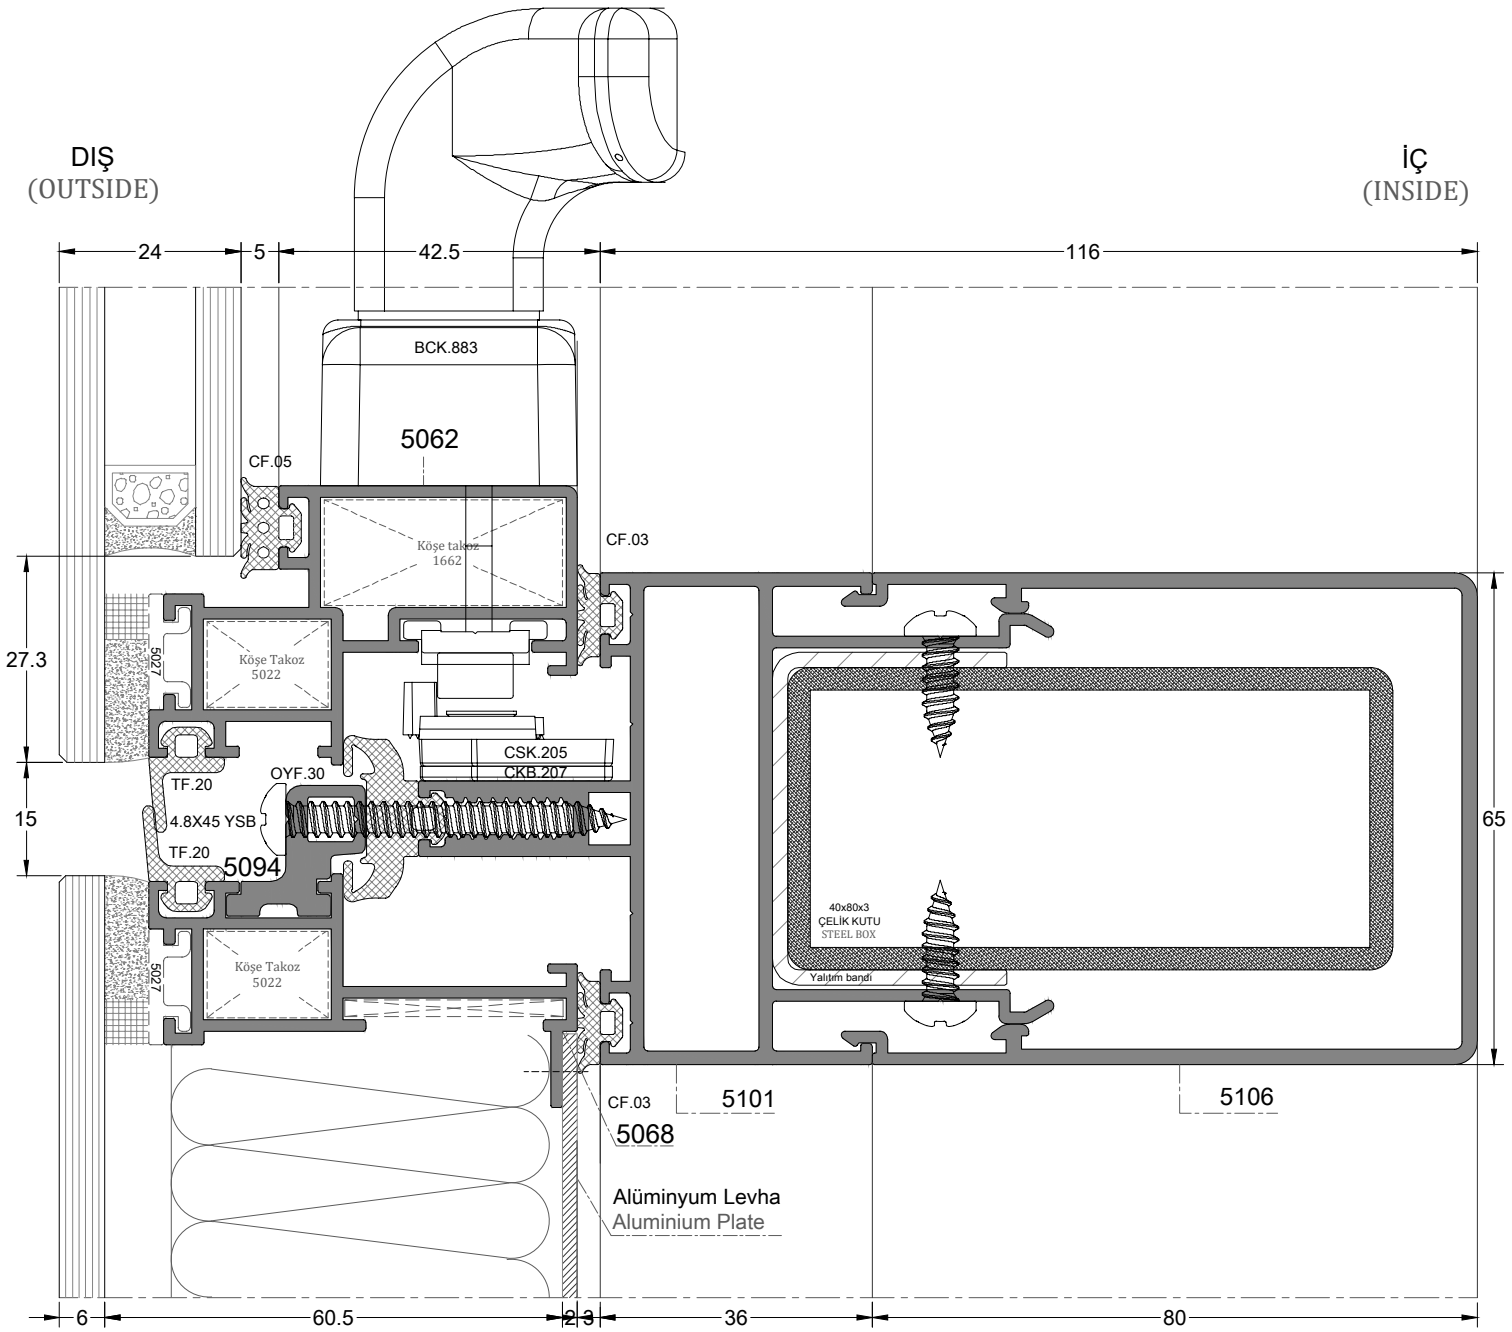 DIŞ
(OUTSIDE)
İÇ
(INSIDE)
24
5
42.5
116
BCK.883
5062
CF.05
Köşe takoz
1662
CF.03
27.3
5027
Köşe Takoz
5022
CSK.205
CKB.207
OYF.30
TF.20
15
4.8X45 YSB
TF.20
5094
65
40x80x3
ÇELİK KUTU
STEEL BOX
Yalıtım bandı
5027
Köşe Takoz
5022
CF.03
5101
5106
5068
Alüminyum Levha
Aluminium Plate
6
60.5
2
3
36
80